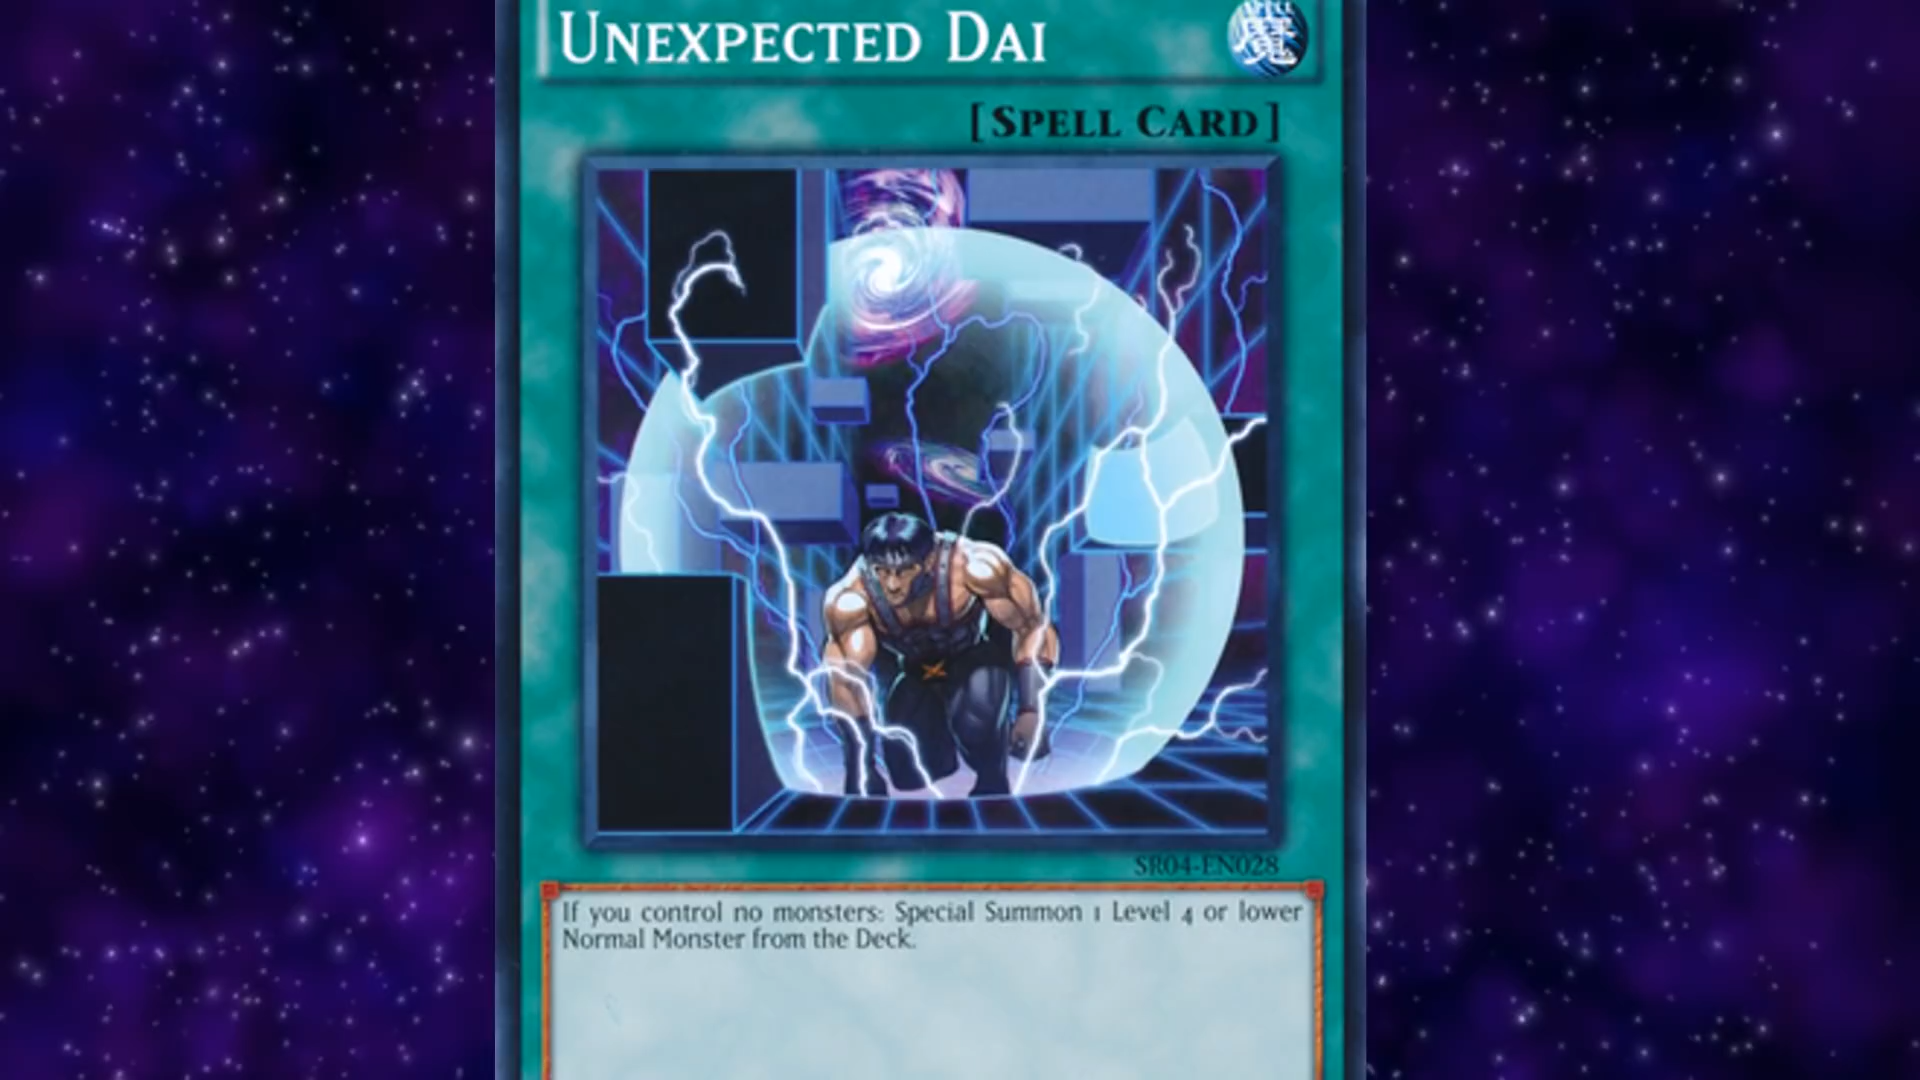 UNEXPECTED DAI
魔
[SPELL CARD]
SR04-EN028
If you control no monsters: Special Summon 1 Level 4 or lower
Normal Monster from the Deck.